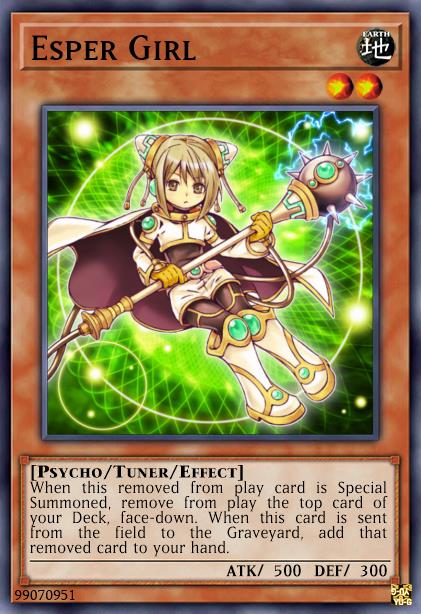 Esper Girl
EARTH
地
[Psycho/Tuner/Effect]
When this removed from play card is Special
Summoned, remove from play the top card of
your Deck, face-down. When this card is sent
from the field to the Graveyard, add that
removed card to your hand.
ATK/ 500 DEF/ 300
99070951